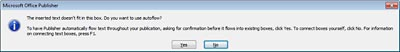 Microsoft Office Publisher
The inserted text doesn't fit in this box. Do you want to use autoflow?
To have Publisher automatically flow text throughout your publication, asking for confirmation before it flows into existing boxes, click Yes. To connect boxes yourself, click No. For information
on connecting text boxes, press F1.
Yes
No